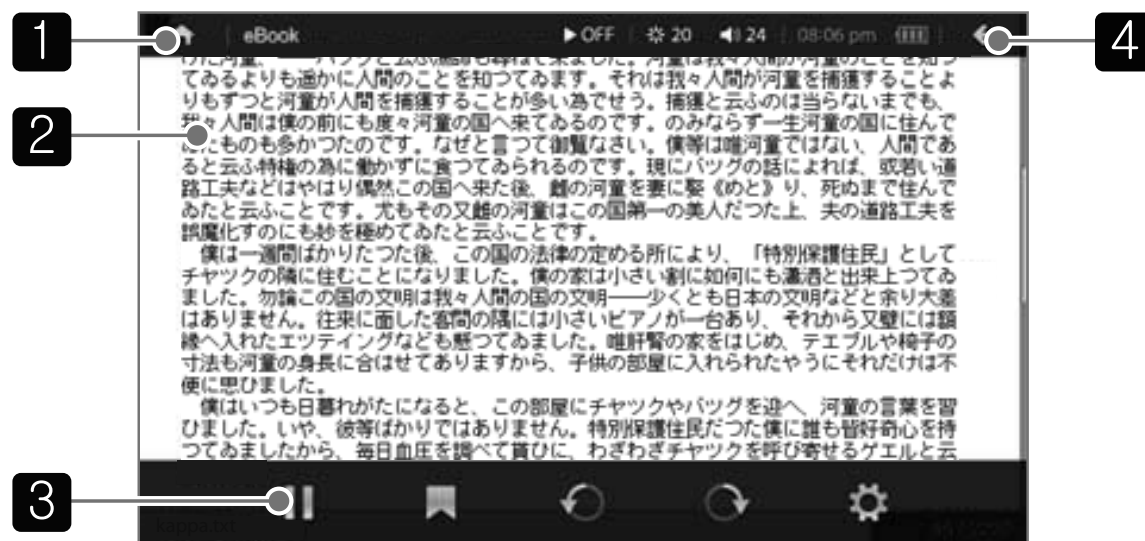 1
eBook
OFF
20
24
08:06 pm
4
2
てゐるよりも遥かに人間のことを知つてゐます。それは我々人間が河童を捕獲することよ
りもずつと河童が人間を捕獲することが多い為でせう。捕獲と云ふのは当らないまでも、
我々人間は僕の前にも度々河童の国へ来てゐるのです。のみならず一生河童の国に住んで
ゐたものも多かつたのです。なぜと言つて御覧なさい。僕等は唯河童ではない、人間であ
ると云ふ特権の為に働かずに食つてゐられるのです。現にバツグの話によれば、或若い道
路工夫などはやはり偶然この国へ来た後、雌の河童を妻に娶《めと》り、死ぬまで住んで
ゐたと云ふことです。尤もその又雌の河童はこの国第一の美人だつた上、夫の道路工夫を
誤魔化すのにも妙を極めてゐたと云ふことです。
僕は一週間ばかりたつた後、この国の法律の定める所により、「特別保護住民」として
チヤツクの隣に住むことになりました。僕の家は小さい割に如何にも瀟洒と出来上つてゐ
ました。勿論この国の文明は我々人間の国の文明――少くとも日本の文明などと余り大差
はありません。往来に面した客間の隅には小さいピアノが一台あり、それから又壁には額
縁へ入れたエツテイングなども懸つてゐました。唯肝腎の家をはじめ、テエブルや椅子の
寸法も河童の身長に合はせてありますから、子供の部屋に入れられたやうにそれだけは不
便に思ひました。
僕はいつも日暮れがたになると、この部屋にチヤツクやバツグを迎へ、河童の言葉を習
ひました。いや、彼等ばかりではありません。特別保護住民だつた僕に誰も皆好奇心を持
つてゐましたから、毎日血圧を調べて貰ひに、わざわざチヤツクを呼び寄せるゲエルと云
3
kappa.txt